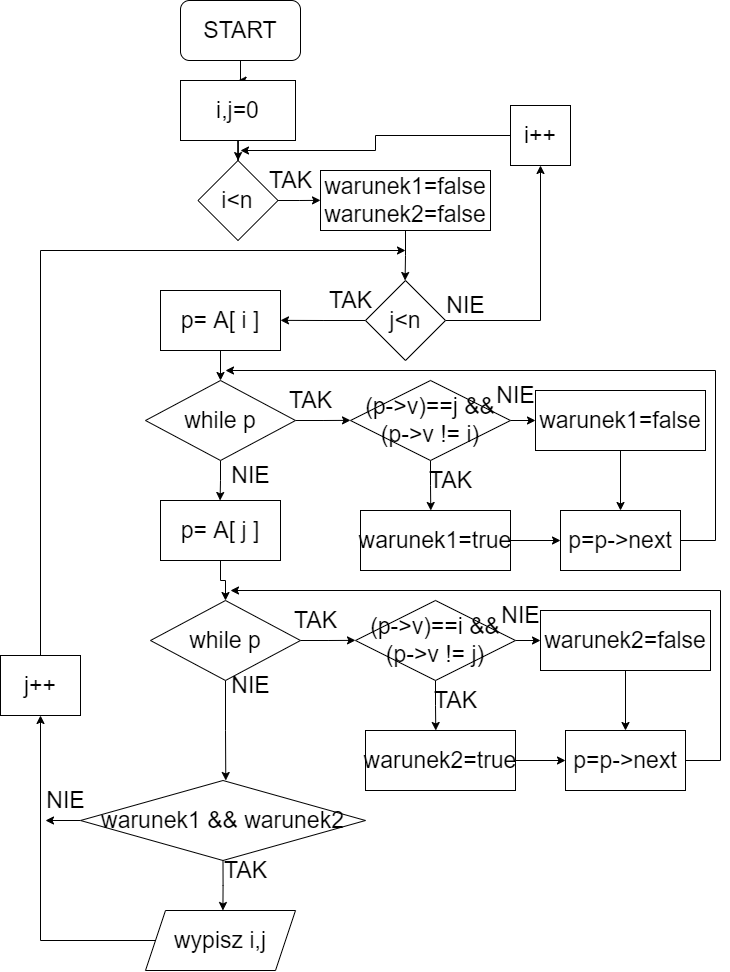 START
i,j=0
i++
i<n
TAK
warunek1=false
warunek2=false
p= A[ i ]
TAK
j<n
NIE
while p
TAK
(p->v)==j &&
(p->v != i)
NIE
warunek1=false
NIE
TAK
p= A[ j ]
warunek1=true
p=p->next
while p
TAK
(p->v)==i &&
(p->v != j)
NIE
warunek2=false
j++
NIE
TAK
warunek2=true
p=p->next
NIE
warunek1 && warunek2
TAK
wypisz i,j